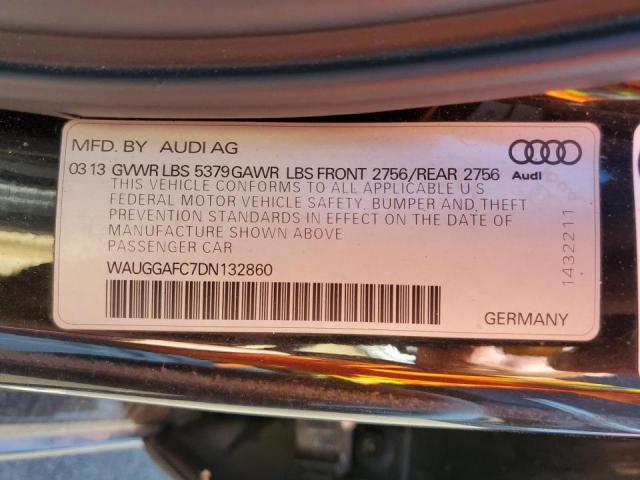 MFD. BY AUDI AG
03 13 GVWR LBS 5379 GAWR LBS FRONT 2756/REAR 2756
Audi
THIS VEHICLE CONFORMS TO ALL APPLICABLE U S
FEDERAL MOTOR VEHICLE SAFETY, BUMPER, AND THEFT
PREVENTION STANDARDS IN EFFECT ON THE DATE OF
MANUFACTURE SHOWN ABOVE
PASSENGER CAR
WAUGGAFC7DN132860
GERMANY
1432211